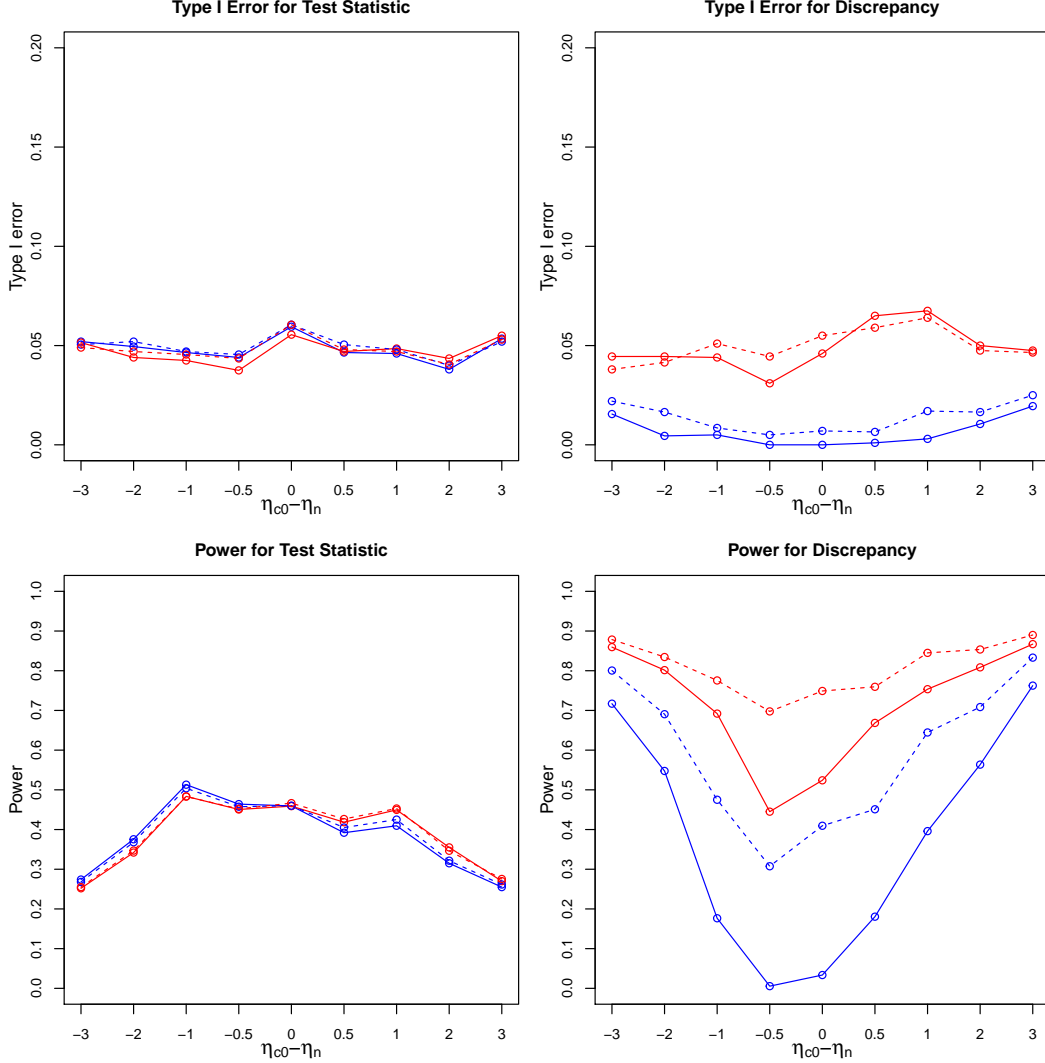 Type I Error for Test Statistic
Type I error
0.20
0.15
0.10
0.05
0.00
−3 −2 −1 −0.5 0 0.5 1 2 3
ηc0−ηn
Type I Error for Discrepancy
Type I error
0.20
0.15
0.10
0.05
0.00
−3 −2 −1 −0.5 0 0.5 1 2 3
ηc0−ηn
Power for Test Statistic
Power
1.0
0.9
0.8
0.7
0.6
0.5
0.4
0.3
0.2
0.1
0.0
−3 −2 −1 −0.5 0 0.5 1 2 3
ηc0−ηn
Power for Discrepancy
Power
1.0
0.9
0.8
0.7
0.6
0.5
0.4
0.3
0.2
0.1
0.0
−3 −2 −1 −0.5 0 0.5 1 2 3
ηc0−ηn